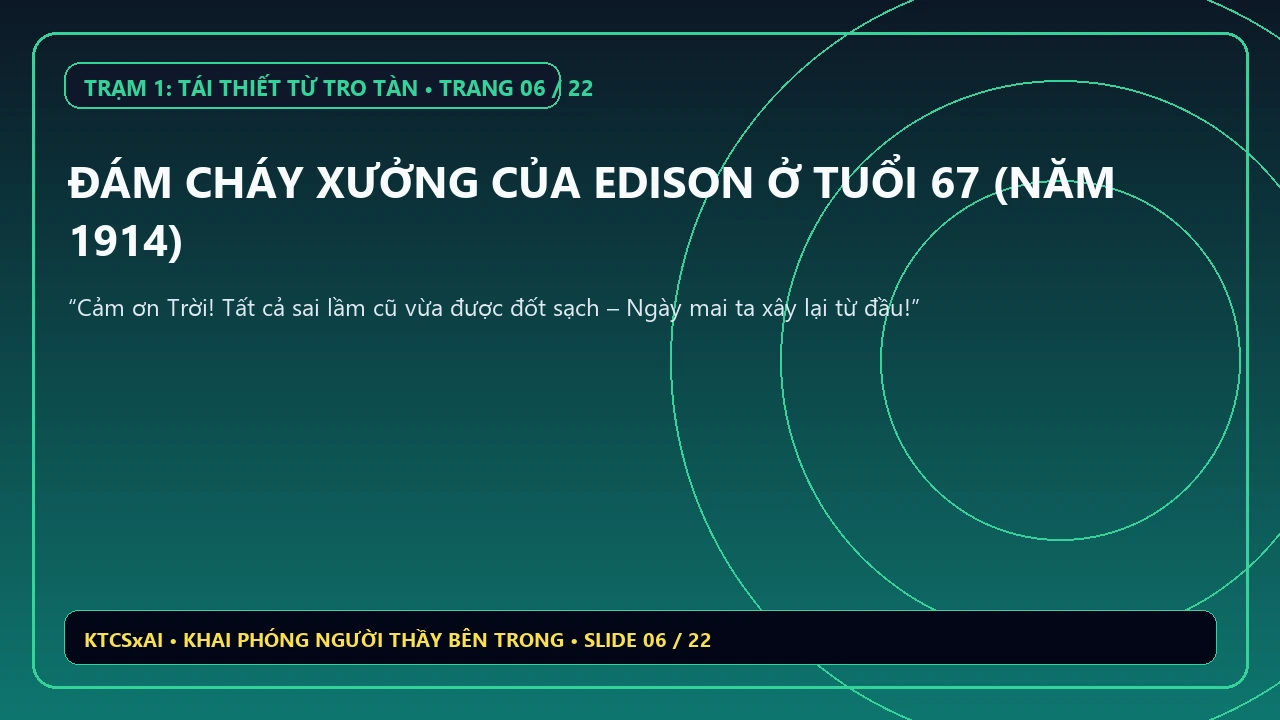 TRẠM 1: TÁI THIẾT TỪ TRO TÀN • TRANG 06 / 22
ĐÁM CHÁY XƯỞNG CỦA EDISON Ở TUỔI 67 (NĂM
1914)
“Cảm ơn Trời! Tất cả sai lầm cũ vừa được đốt sạch – Ngày mai ta xây lại từ đầu!”
KTCSxAI • KHAI PHÓNG NGƯỜI THẦY BÊN TRONG • SLIDE 06 / 22